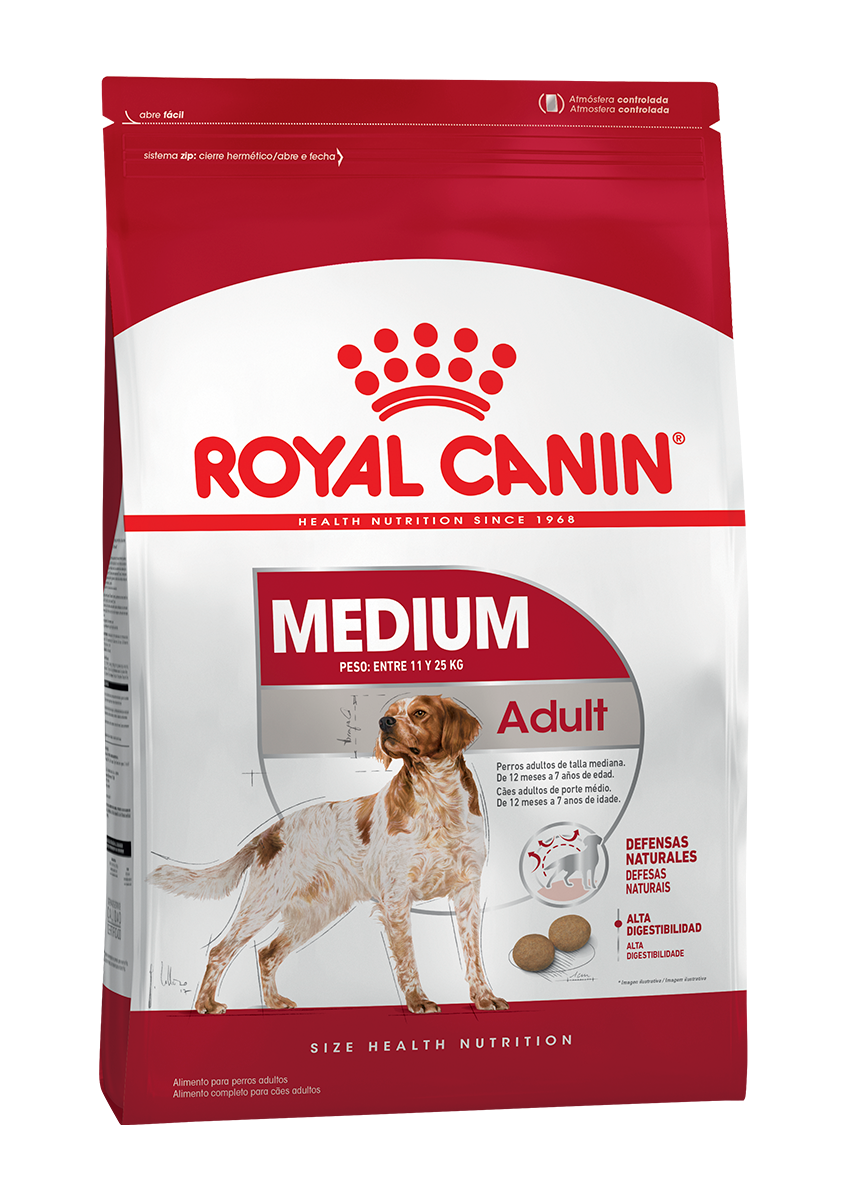 abre fácil
Atmósfera controlada
Atmosfera controlada
sistema zip: cierre hermético/abre e fecha
ROYAL CANIN®
HEALTH NUTRITION SINCE 1968
MEDIUM
PESO: ENTRE 11 Y 25 KG
Adult
Perros adultos de talla mediana.
De 12 meses a 7 años de edad.
Cães adultos de porte médio.
De 12 meses a 7 anos de idade.
DEFENSAS
NATURALES
DEFESAS
NATURAIS
ALTA
DIGESTIBILIDAD
ALTA
DIGESTIBILIDADE
1cm
*Imagen ilustrativa / Imagem ilustrativa
SIZE HEALTH NUTRITION
Alimento para perros adultos
Alimento completo para cães adultos